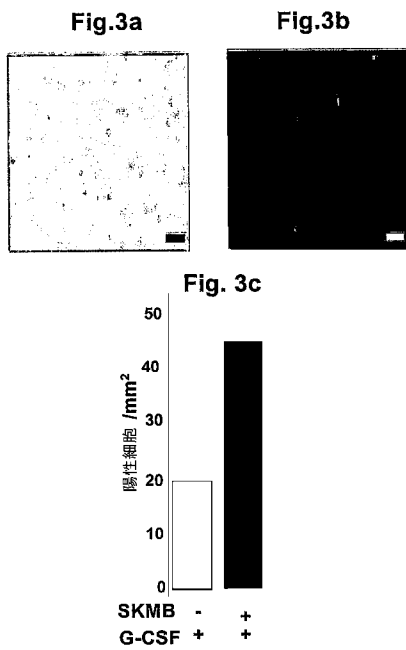 Fig.3a
Fig.3b
Fig. 3c
陽性細胞 /mm²
50
40
30
20
10
0
SKMB - +
G-CSF + +